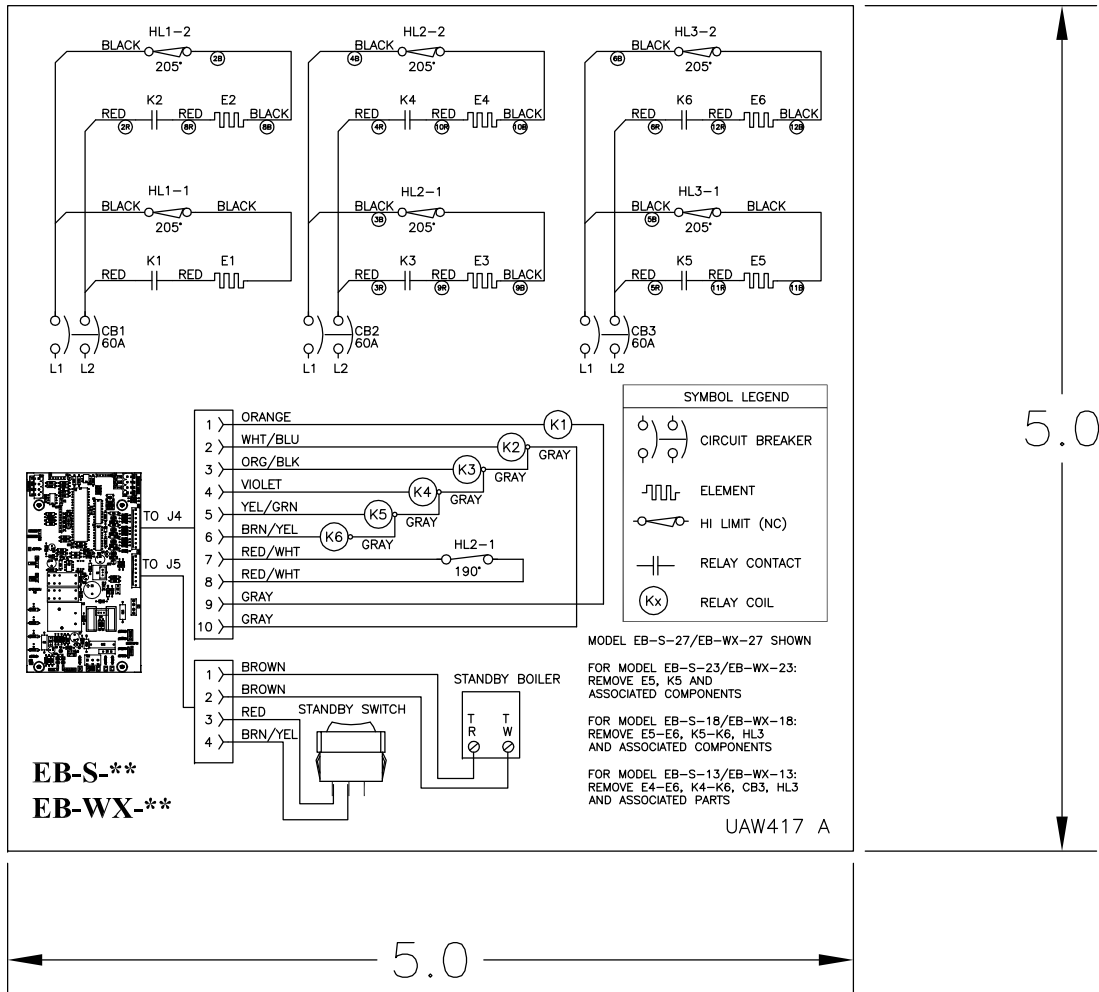 HL1-2 HL2-2 HL3-2
BLACK 2B 4B BLACK 6B BLACK
205° 205° 205°
K2 E2 K4 E4 K6 E6
RED RED BLACK RED RED BLACK RED RED BLACK
2R 8R 8B 4R 10R 10B 6R 12R 12B
HL1-1 HL2-1 HL3-1
BLACK BLACK BLACK BLACK BLACK
3B 5B
205° 205° 205°
K1 E1 K3 E3 K5 E5
RED RED RED RED BLACK RED RED
3R 9R 9B 5R 11R 11B
CB1
60A
L1 L2
CB2
60A
L1 L2
CB3
60A
L1 L2
TO J4
TO J5
1 ORANGE K1
2 WHT/BLU K2 GRAY
3 ORG/BLK K3 GRAY
4 VIOLET K4 GRAY
5 YEL/GRN K5 GRAY
6 BRN/YEL K6 GRAY
7 RED/WHT HL2-1
190°
8 RED/WHT
9 GRAY
10 GRAY
1 BROWN
2 BROWN
3 RED
4 BRN/YEL
STANDBY SWITCH
STANDBY BOILER
T T
R W
SYMBOL LEGEND
CIRCUIT BREAKER
ELEMENT
HI LIMIT (NC)
RELAY CONTACT
Kx RELAY COIL
MODEL EB-S-27/EB-WX-27 SHOWN
FOR MODEL EB-S-23/EB-WX-23:
REMOVE E5, K5 AND
ASSOCIATED COMPONENTS
FOR MODEL EB-S-18/EB-WX-18:
REMOVE E5-E6, K5-K6, HL3
AND ASSOCIATED COMPONENTS
FOR MODEL EB-S-13/EB-WX-13:
REMOVE E4-E6, K4-K6, CB3, HL3
AND ASSOCIATED PARTS
EB-S-**
EB-WX-**
UAW417 A
5.0
5.0